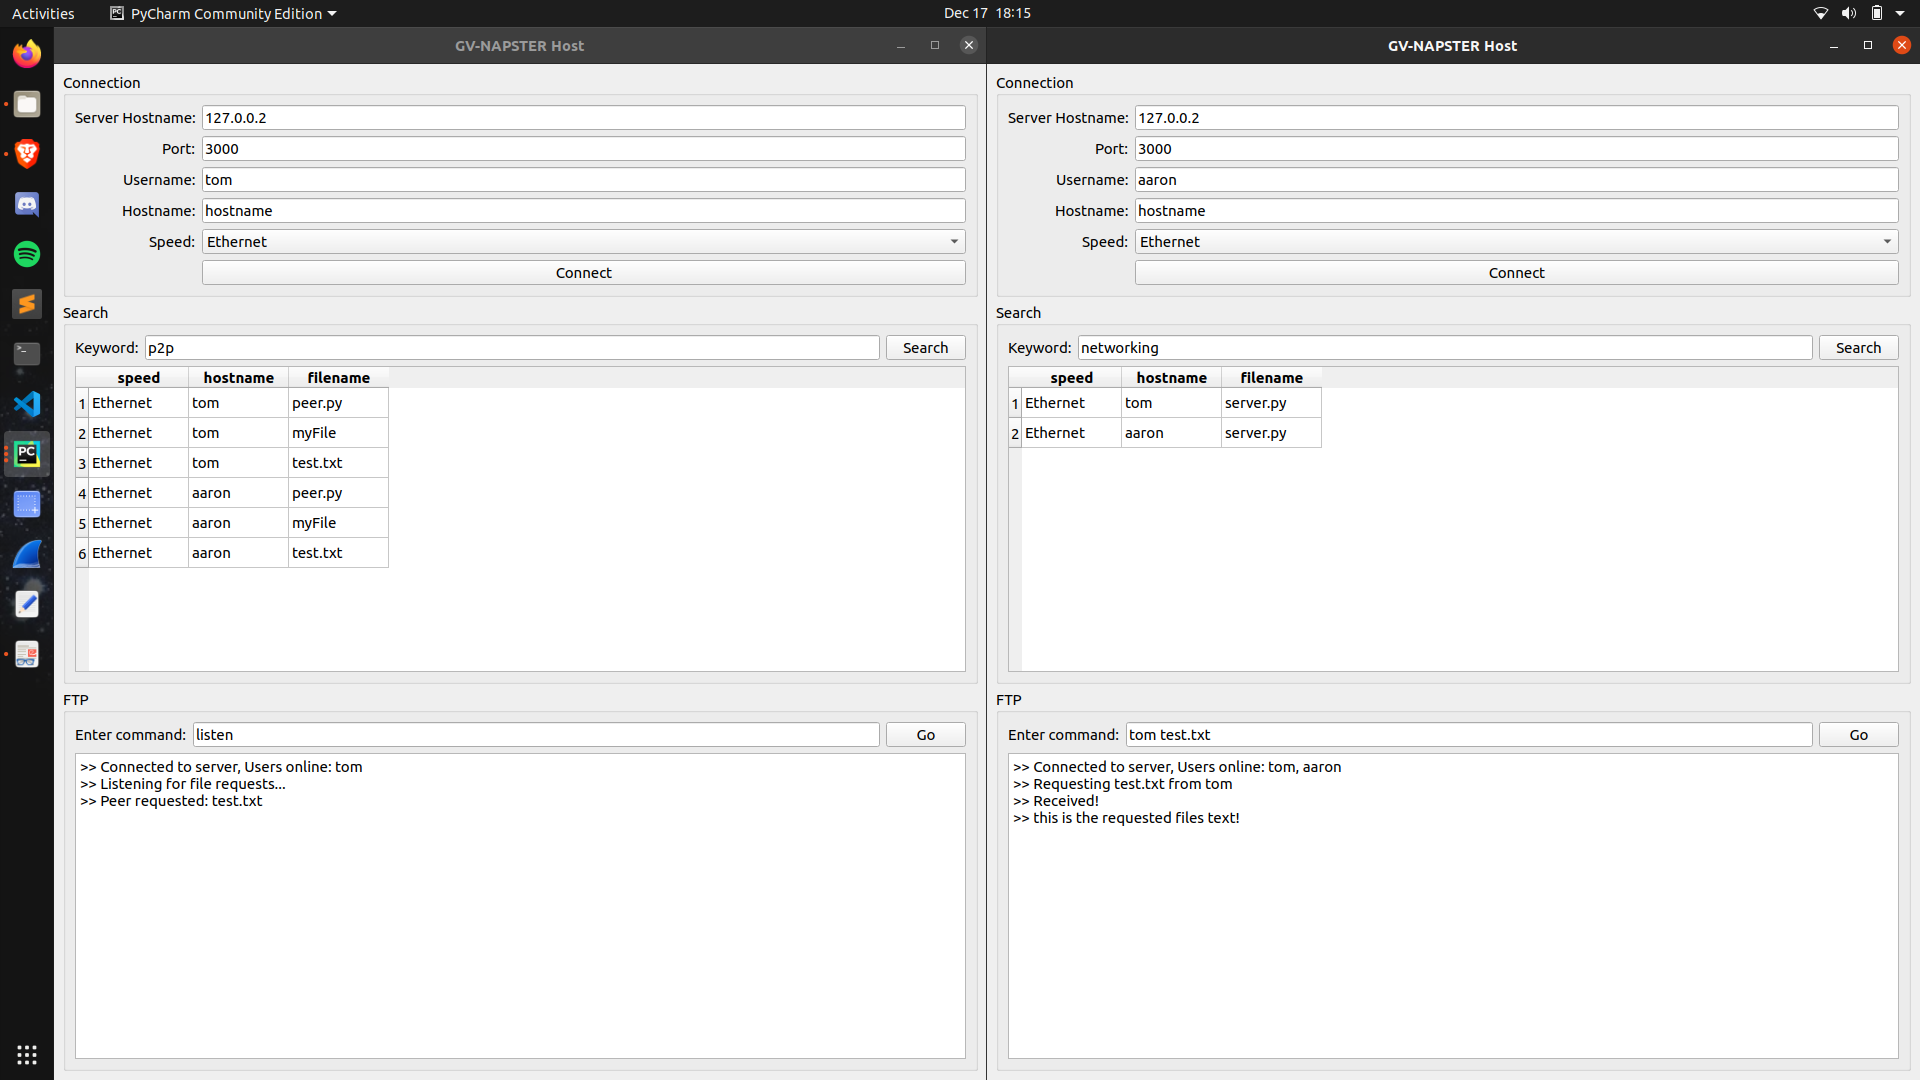 Activities PyCharm Community Edition Dec 17 18:15
GV-NAPSTER Host
Connection
Server Hostname: 127.0.0.2
Port: 3000
Username: tom
Hostname: hostname
Speed: Ethernet
Connect
Search
Keyword: p2p Search
speed hostname filename
1 Ethernet tom peer.py
2 Ethernet tom myFile
3 Ethernet tom test.txt
4 Ethernet aaron peer.py
5 Ethernet aaron myFile
6 Ethernet aaron test.txt
FTP
Enter command: listen Go
>> Connected to server, Users online: tom
>> Listening for file requests...
>> Peer requested: test.txt
GV-NAPSTER Host
Connection
Server Hostname: 127.0.0.2
Port: 3000
Username: aaron
Hostname: hostname
Speed: Ethernet
Connect
Search
Keyword: networking Search
speed hostname filename
1 Ethernet tom server.py
2 Ethernet aaron server.py
FTP
Enter command: tom test.txt Go
>> Connected to server, Users online: tom, aaron
>> Requesting test.txt from tom
>> Received!
>> this is the requested files text!
PC